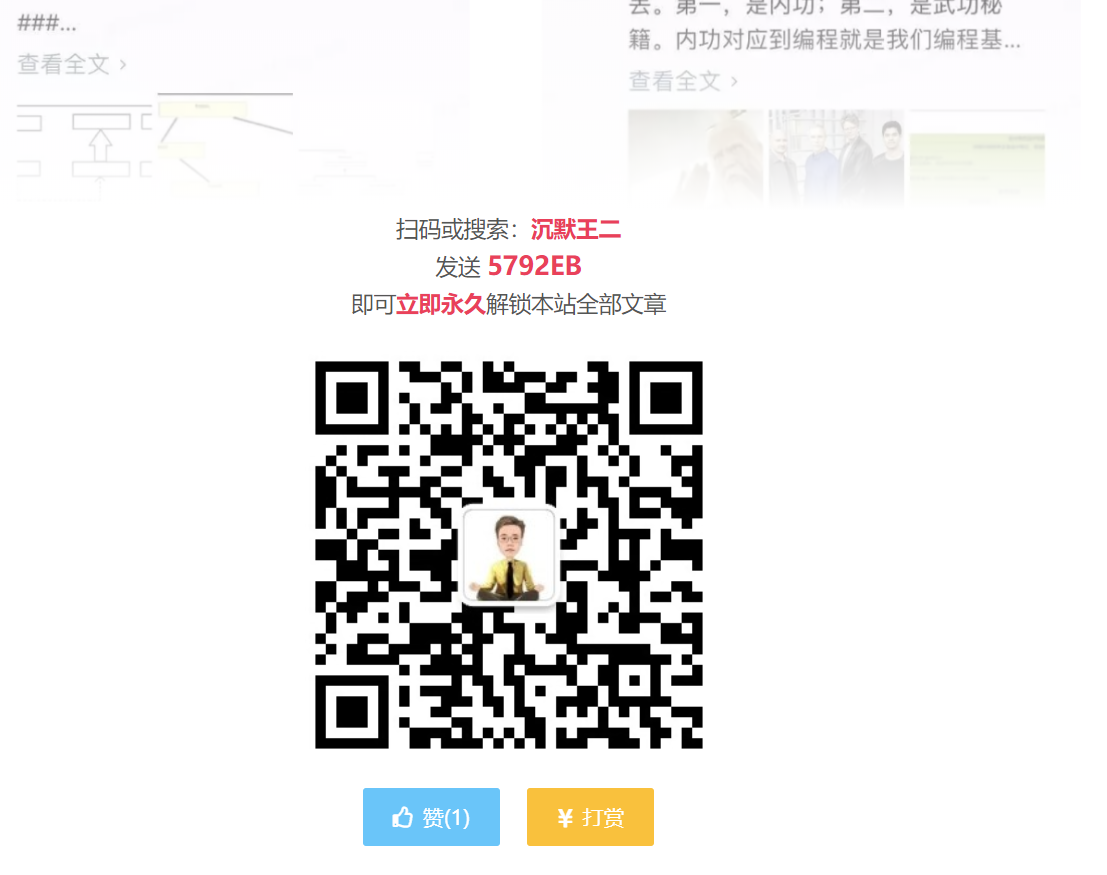 ###...
查看全文 ›
去。第一，是内功；第二，是武功秘
籍。内功对应到编程就是我们编程基...
查看全文 ›
扫码或搜索：沉默王二
发送 5792EB
即可立即永久解锁本站全部文章
赞(1)
¥ 打赏